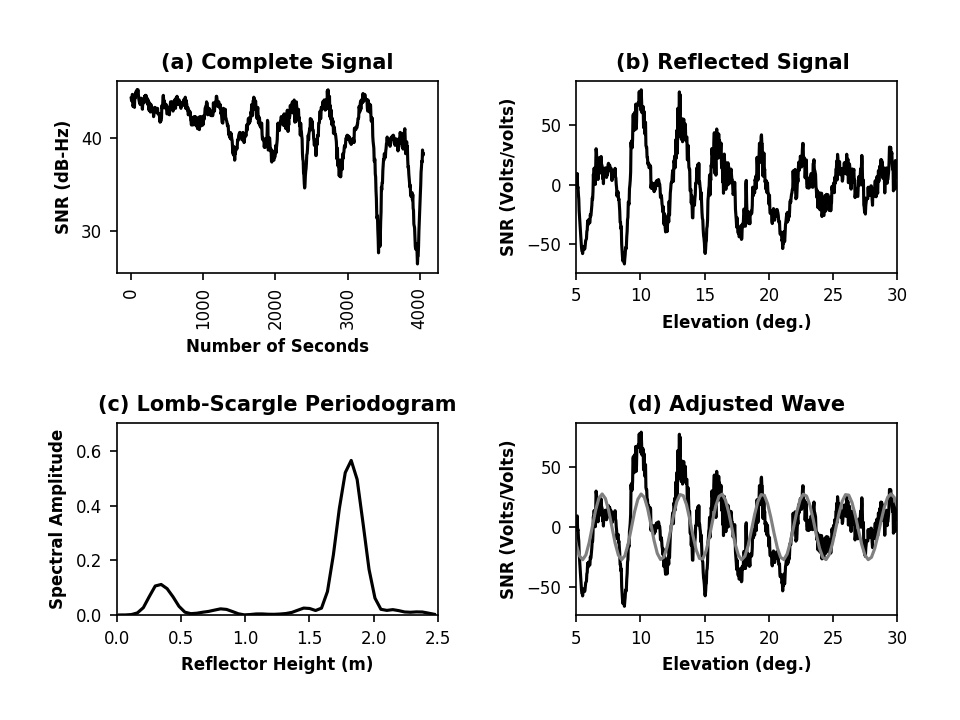 (a) Complete Signal
SNR (dB-Hz)
40
30
0
1000
2000
3000
4000
Number of Seconds
(b) Reflected Signal
SNR (Volts/volts)
50
0
−50
5
10
15
20
25
30
Elevation (deg.)
(c) Lomb-Scargle Periodogram
Spectral Amplitude
0.6
0.4
0.2
0.0
0.0
0.5
1.0
1.5
2.0
2.5
Reflector Height (m)
(d) Adjusted Wave
SNR (Volts/Volts)
50
0
−50
5
10
15
20
25
30
Elevation (deg.)